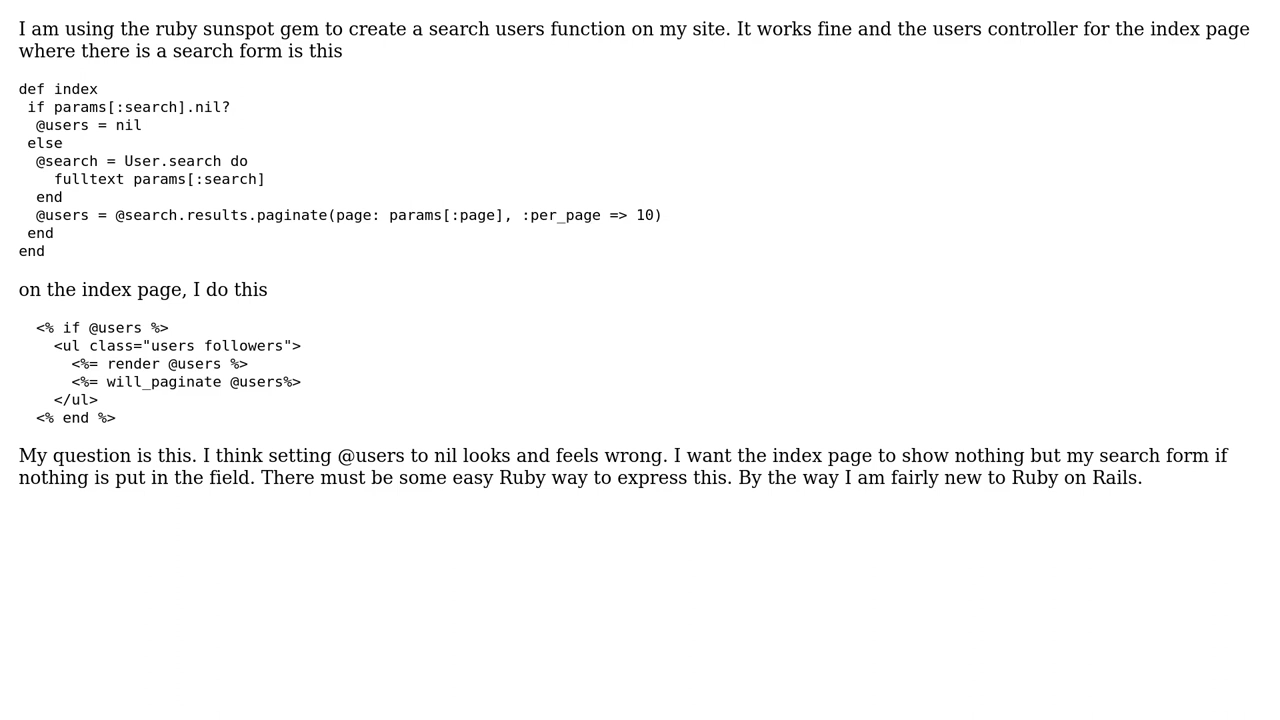 I am using the ruby sunspot gem to create a search users function on my site. It works fine and the users controller for the index page
where there is a search form is this
def index
 if params[:search].nil?
  @users = nil
 else
  @search = User.search do
    fulltext params[:search]
  end
  @users = @search.results.paginate(page: params[:page], :per_page => 10)
 end
end
on the index page, I do this
  <% if @users %>
    <ul class="users followers">
      <%= render @users %>
      <%= will_paginate @users%>
    </ul>
  <% end %>
My question is this. I think setting @users to nil looks and feels wrong. I want the index page to show nothing but my search form if
nothing is put in the field. There must be some easy Ruby way to express this. By the way I am fairly new to Ruby on Rails.